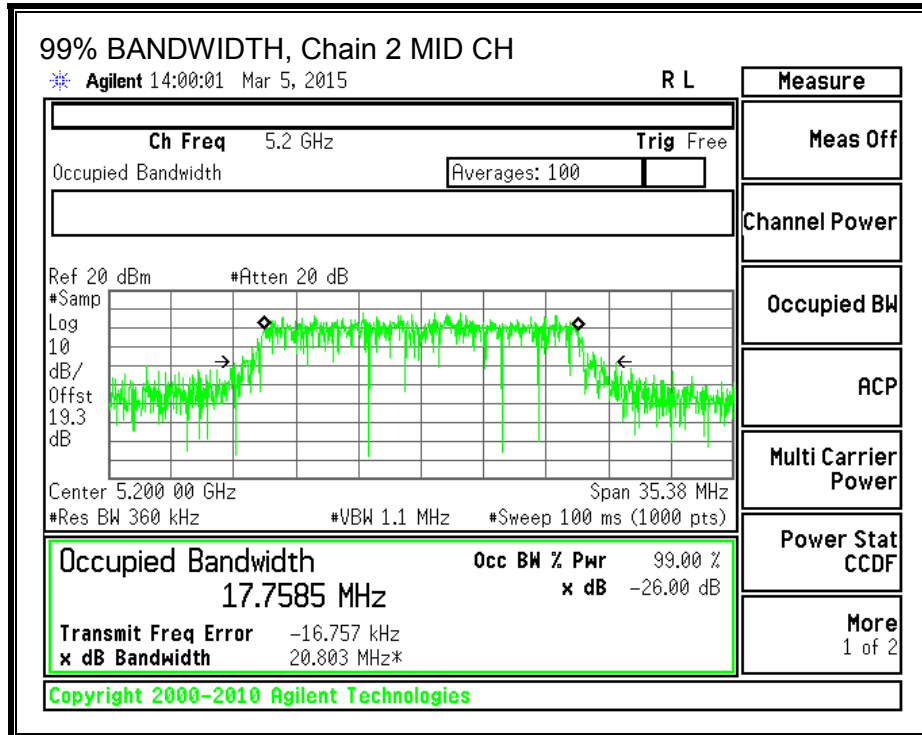 99% BANDWIDTH, Chain 2 MID CH
Agilent 14:00:01 Mar 5, 2015 R L
Measure
Ch Freq 5.2 GHz Trig Free
Occupied Bandwidth Averages: 100
Meas Off
Channel Power
Occupied BW
ACP
Multi Carrier
Power
Power Stat
CCDF
More
1 of 2
Ref 20 dBm #Atten 20 dB
#Samp
Log
10
dB/
Offst
19.3
dB
Center 5.200 00 GHz Span 35.38 MHz
#Res BW 360 kHz #VBW 1.1 MHz #Sweep 100 ms (1000 pts)
Occupied Bandwidth Occ BW % Pwr 99.00 %
17.7585 MHz x dB -26.00 dB
Transmit Freq Error -16.757 kHz
x dB Bandwidth 20.803 MHz*
Copyright 2000-2010 Agilent Technologies